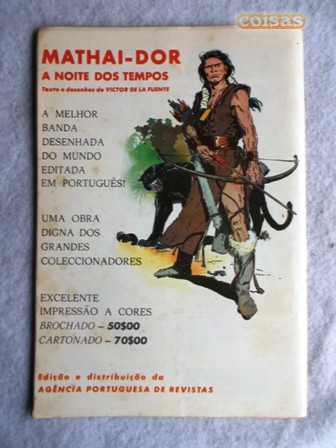 coisas
MATHAI-DOR
A NOITE DOS TEMPOS
Texto e desenhos de VICTOR DE LA FUENTE
A MELHOR
BANDA
DESENHADA
DO MUNDO
EDITADA
EM PORTUGUÊS!
UMA OBRA
DIGNA DOS
GRANDES
COLECCIONADORES
EXCELENTE
IMPRESSÃO A CORES
BROCHADO – 50$00
CARTONADO – 70$00
Edição e distribuição da
AGÊNCIA PORTUGUESA DE REVISTAS